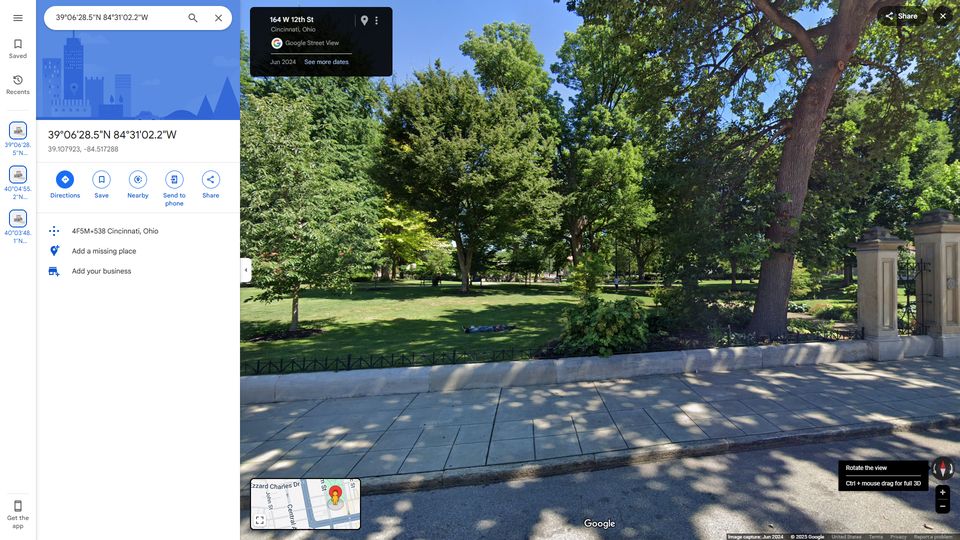 39°06'28.5"N 84°31'02.2"W
Saved
Recents
39°06'28.
5"N...
40°04'55.
2"N...
40°03'48.
1"N...
Get the
app
39°06'28.5"N 84°31'02.2"W
39.107923, -84.517288
Directions
Save
Nearby
Send to
phone
Share
4F5M+538 Cincinnati, Ohio
Add a missing place
Add your business
164 W 12th St
Cincinnati, Ohio
Google Street View
Jun 2024 See more dates
Share
Rotate the view
Ctrl + mouse drag for full 3D
zzard Charles Dr
John St
Central A
Google
Image capture: Jun 2024 © 2025 Google United States Terms Privacy Report a problem